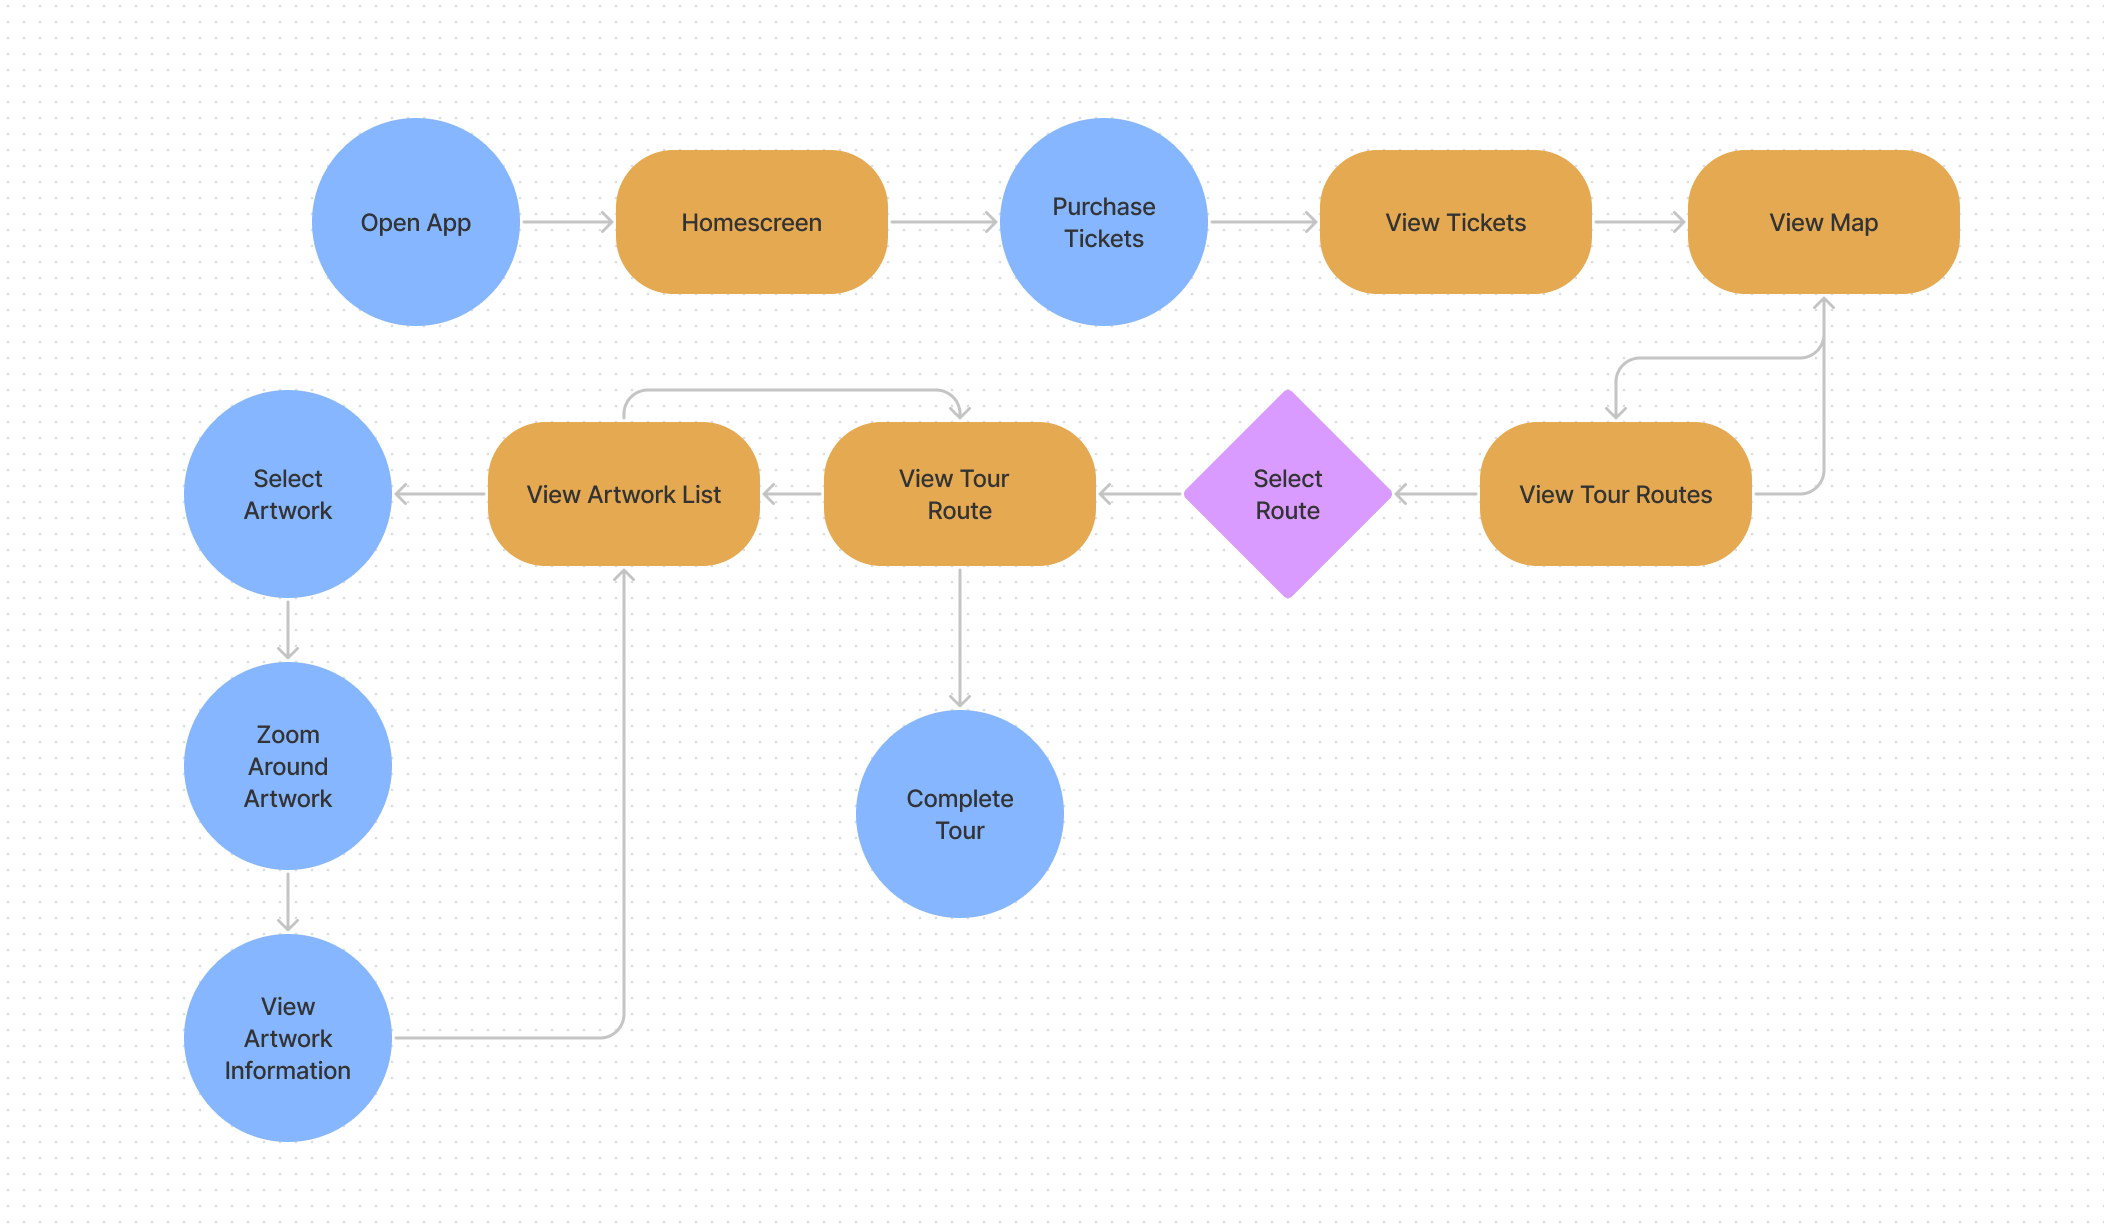 Open App
Homescreen
Purchase
Tickets
View Tickets
View Map
Select
Artwork
View Artwork List
View Tour
Route
Select
Route
View Tour Routes
Zoom
Around
Artwork
Complete
Tour
View
Artwork
Information